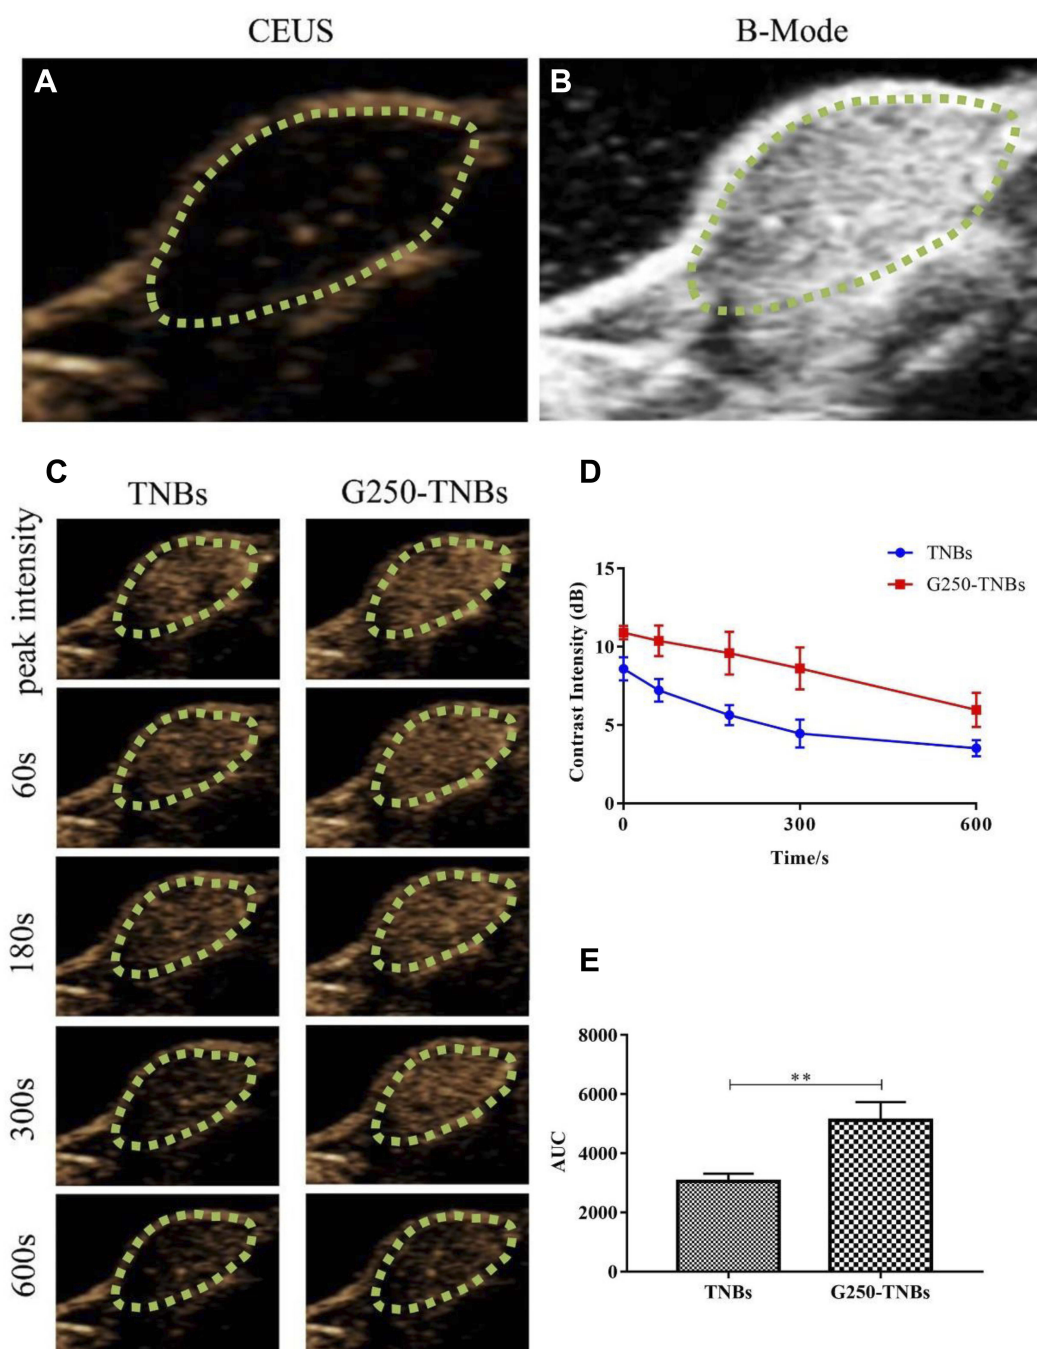 CEUS
B-Mode
A
B
C
TNBs
G250-TNBs
peak intensity
60s
180s
300s
600s
D
TNBs
G250-TNBs
Contrast Intensity (dB)
15
10
5
0
0
300
600
Time/s
E
AUC
8000
6000
4000
2000
0
**
TNBs
G250-TNBs